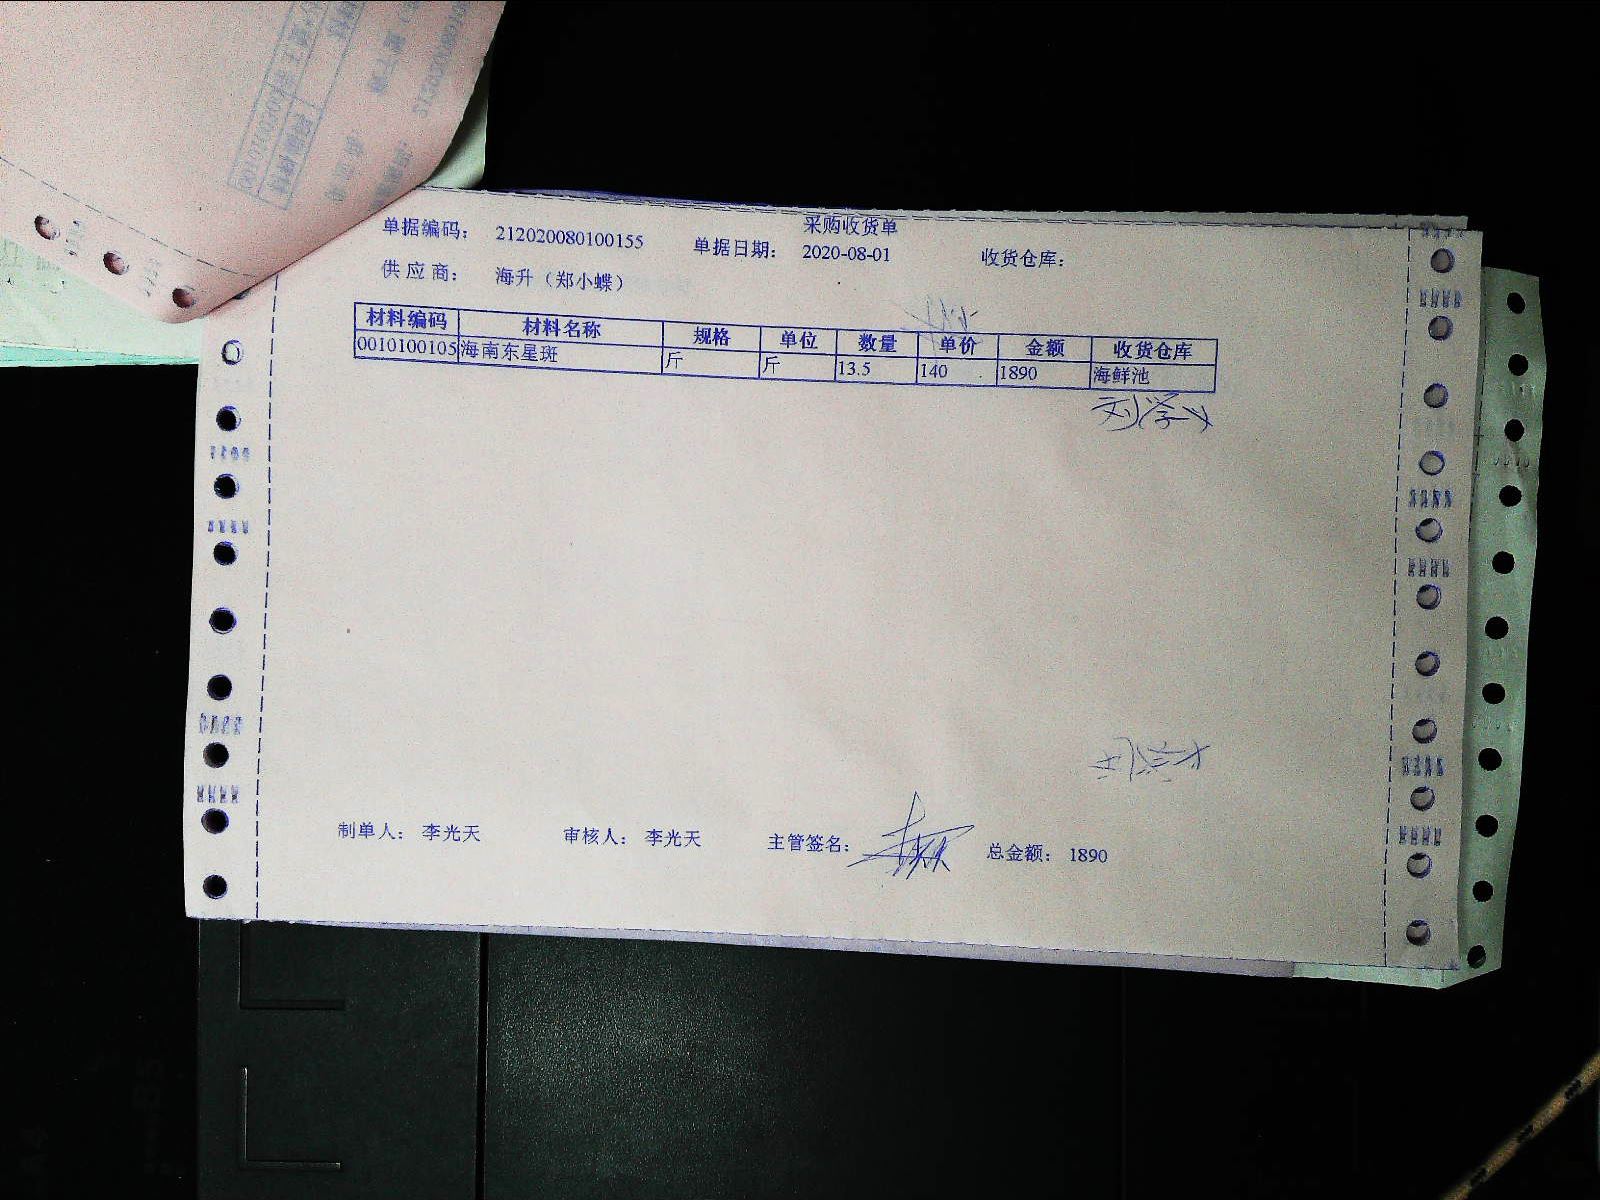 采购收货单
单据编码： 212020080100155 单据日期： 2020-08-01 收货仓库：
供应商： 海升（郑小蝶）
材料编码 材料名称 规格 单位 数量 单价 金额 收货仓库
0010100105 海南东星斑 斤 斤 13.5 140 1890 海鲜池
制单人： 李光天 审核人： 李光天 主管签名： 总金额： 1890